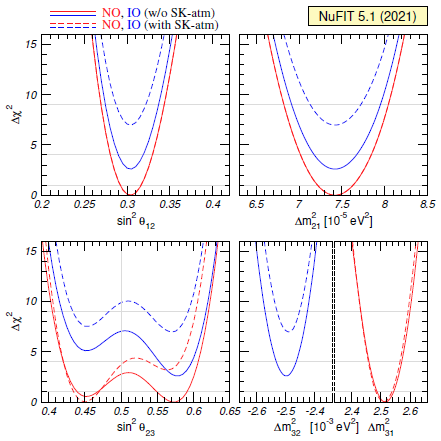 NO, IO (w/o SK-atm)
NO, IO (with SK-atm)
NuFIT 5.1 (2021)
15
10
5
0
Δχ²
0.2 0.25 0.3 0.35 0.4
sin² θ₁₂
6.5 7 7.5 8 8.5
Δm²₂₁ [10⁻⁵ eV²]
15
10
5
0
Δχ²
0.4 0.45 0.5 0.55 0.6 0.65
sin² θ₂₃
-2.6 -2.5 -2.4 2.4 2.5 2.6
Δm²₃₂ [10⁻³ eV²] Δm²₃₁